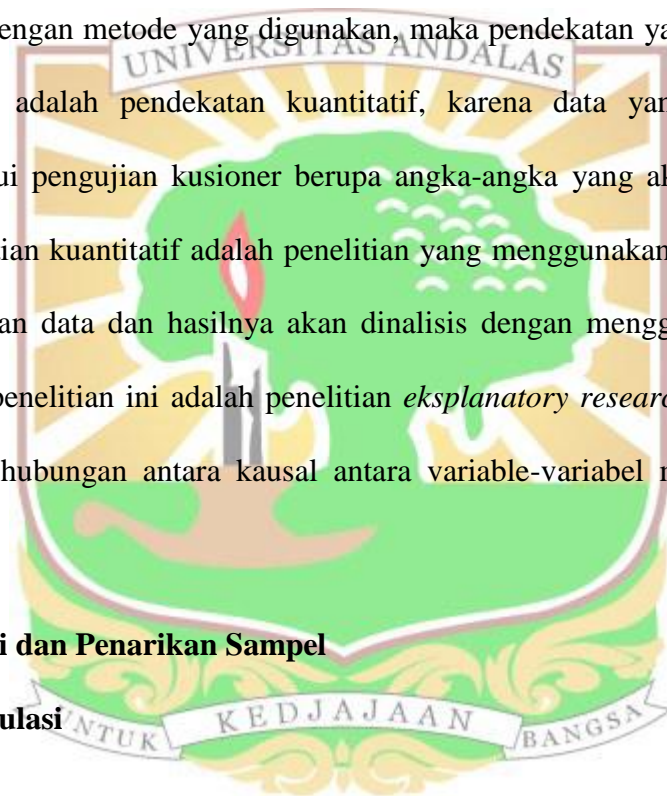 engan metode yang digunakan, maka pendekatan ya
UNIVERSITAS ANDALAS
adalah pendekatan kuantitatif, karena data yan
ui pengujian kusioner berupa angka-angka yang ak
ian kuantitatif adalah penelitian yang menggunakan
an data dan hasilnya akan dinalisis dengan mengg
penelitian ini adalah penelitian eksplanatory researc
hubungan antara kausal antara variable-variabel
i dan Penarikan Sampel
ulasi
UNTUK KEDJAJAAN BANGSA